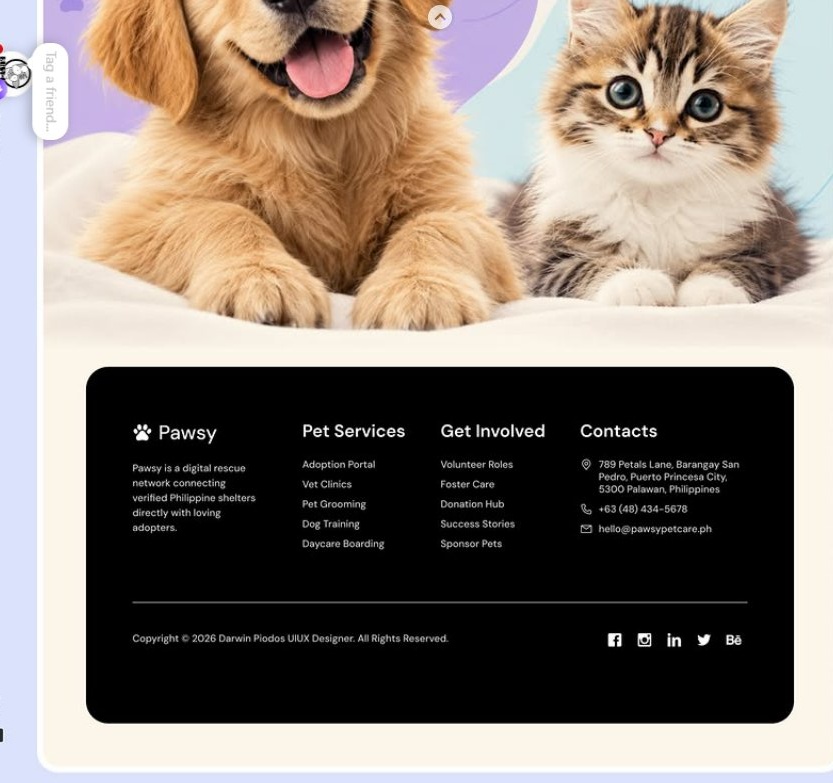 Tag a friend...
Pawsy
Pawsy is a digital rescue
network connecting
verified Philippine shelters
directly with loving
adopters.
Pet Services
Adoption Portal
Vet Clinics
Pet Grooming
Dog Training
Daycare Boarding
Get Involved
Volunteer Roles
Foster Care
Donation Hub
Success Stories
Sponsor Pets
Contacts
789 Petals Lane, Barangay San
Pedro, Puerto Princesa City,
5300 Palawan, Philippines
+63 (48) 434-5678
hello@pawsypetcare.ph
Copyright © 2026 Darwin Piodos UIUX Designer. All Rights Reserved.
Bē